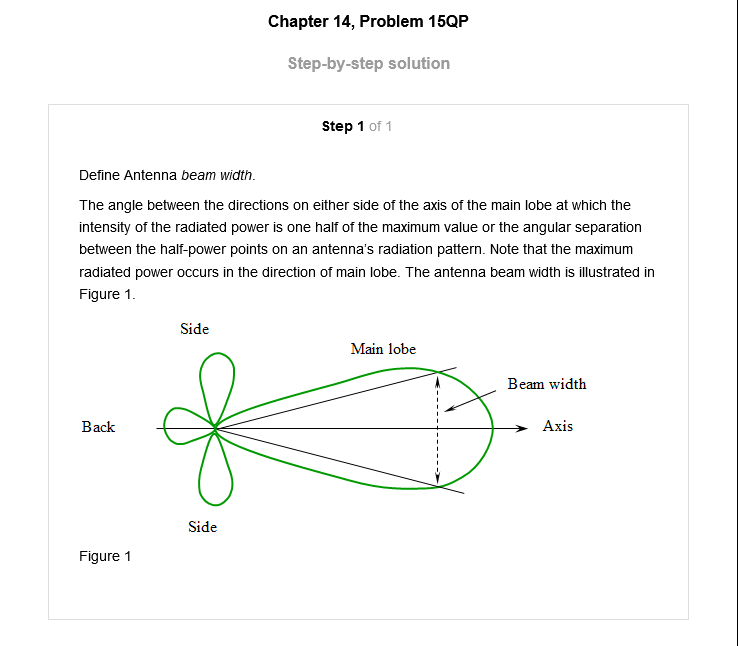 Chapter 14, Problem 15QP
Step-by-step solution
Step 1 of 1
Define Antenna beam width.
The angle between the directions on either side of the axis of the main lobe at which the
intensity of the radiated power is one half of the maximum value or the angular separation
between the half-power points on an antenna's radiation pattern. Note that the maximum
radiated power occurs in the direction of main lobe. The antenna beam width is illustrated in
Figure 1.
Side
Main lobe
Beam width
Back
Axis
Side
Figure 1